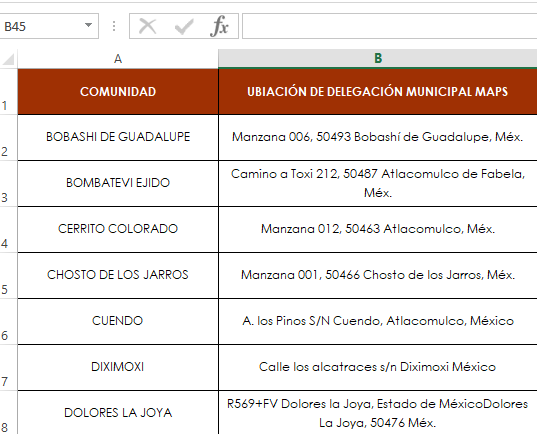 B45
fx
A B
1 COMUNIDAD UBIACIÓN DE DELEGACIÓN MUNICIPAL MAPS
2 BOBASHI DE GUADALUPE Manzana 006, 50493 Bobashí de Guadalupe, Méx.
3 BOMBATEVI EJIDO Camino a Toxi 212, 50487 Atlacomulco de Fabela,
Méx.
4 CERRITO COLORADO Manzana 012, 50463 Atlacomulco, Méx.
5 CHOSTO DE LOS JARROS Manzana 001, 50466 Chosto de los Jarros, Méx.
6 CUENDO A. los Pinos S/N Cuendo, Atlacomulco, México
7 DIXIMOXI Calle los alcatraces s/n Diximoxi México
8 DOLORES LA JOYA R569+FV Dolores la Joya, Estado de MéxicoDolores
La Joya, 50476 Méx.